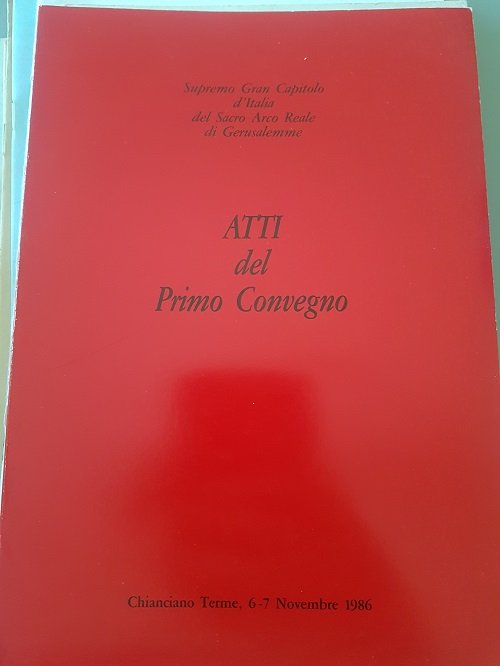 Supremo Gran Capitolo
d'Italia
del Sacro Arco Reale
di Gerusalemme
ATTI
del
Primo Convegno
Chianciano Terme, 6-7 Novembre 1986